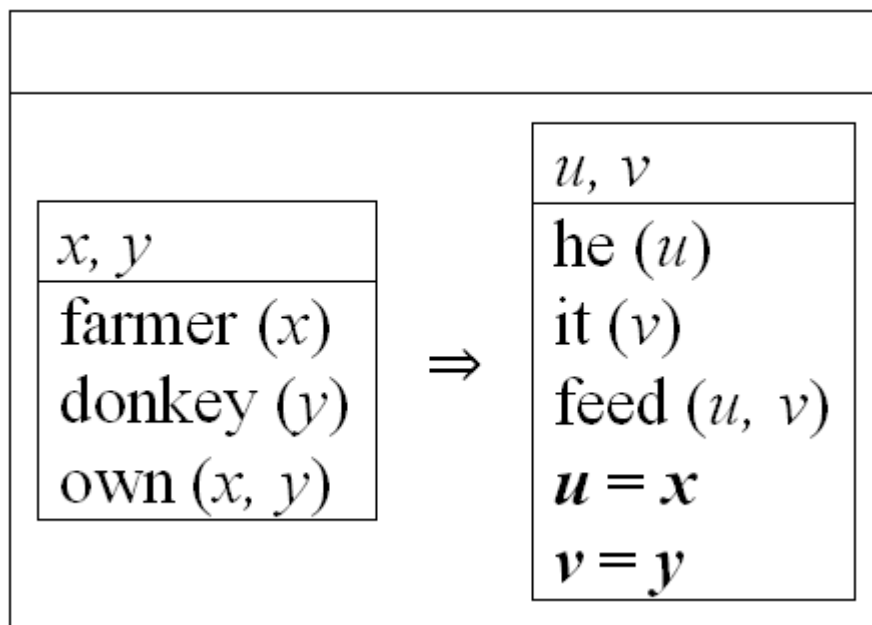 x, y
farmer (x)
donkey (y)
own (x, y)
⇒
u, v
he (u)
it (v)
feed (u, v)
u = x
v = y